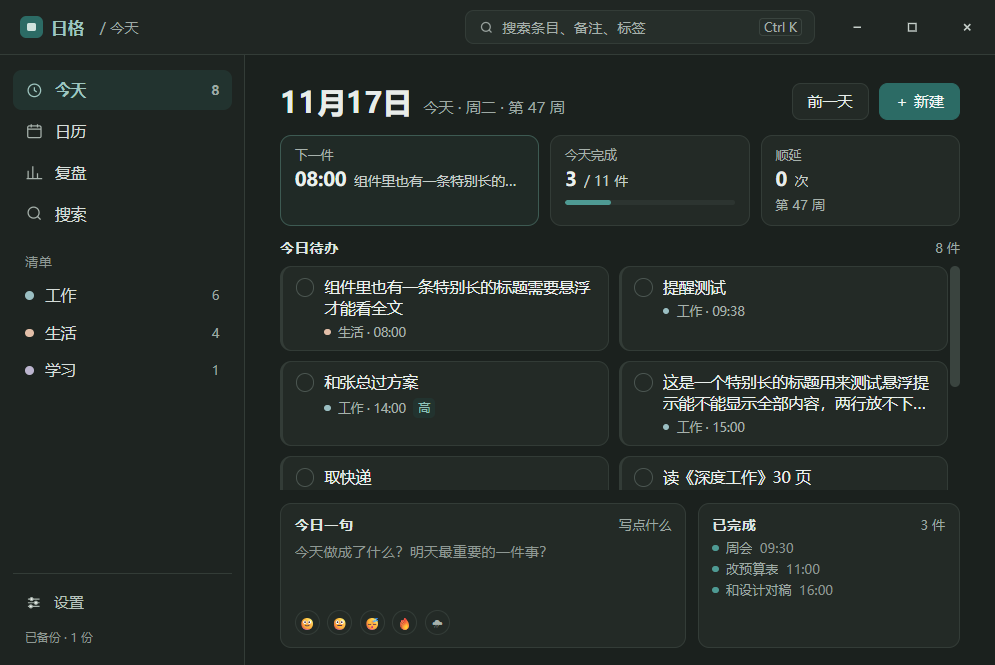 日格 / 今天
搜索条目、备注、标签 Ctrl K
今天 8
日历
复盘
搜索
清单
工作 6
生活 4
学习 1
设置
已备份 · 1 份
11月17日 今天 · 周二 · 第 47 周
前一天
+ 新建
下一件
08:00 组件里也有一条特别长的...
今天完成
3 / 11 件
顺延
0 次
第 47 周
今日待办 8 件
组件里也有一条特别长的标题需要悬浮
才能看全文
生活 · 08:00
提醒测试
工作 · 09:38
和张总过方案
工作 · 14:00 高
这是一个特别长的标题用来测试悬浮提
示能不能显示全部内容，两行放不下...
工作 · 15:00
取快递
读《深度工作》30 页
今日一句 写点什么
今天做成了什么？明天最重要的一件事？
已完成 3 件
周会 09:30
改预算表 11:00
和设计对稿 16:00